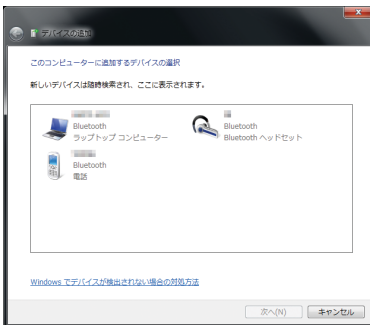 デバイスの追加
このコンピューターに追加するデバイスの選択
新しいデバイスは随時検索され、ここに表示されます。
Bluetooth
ラップトップ コンピューター
Bluetooth
Bluetooth ヘッドセット
Bluetooth
電話
Windows でデバイスが検出されない場合の対処方法
次へ(N)
キャンセル